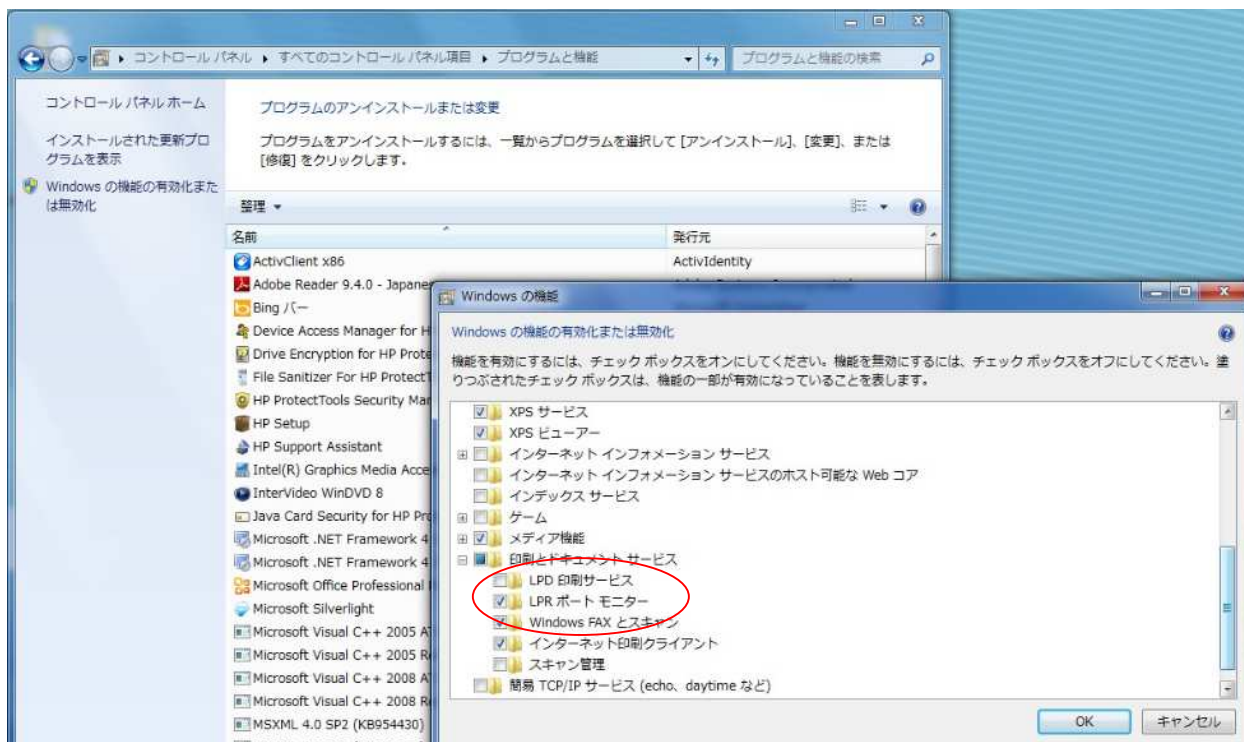 コントロール パネル ▸ すべてのコントロール パネル項目 ▸ プログラムと機能
プログラムと機能の検索
コントロール パネル ホーム
インストールされた更新プロ
グラムを表示
Windows の機能の有効化また
は無効化
プログラムのアンインストールまたは変更
プログラムをアンインストールするには、一覧からプログラムを選択して [アンインストール]、[変更]、または
[修復] をクリックします。
整理
名前
発行元
ActivClient x86
ActivIdentity
Adobe Reader 9.4.0 - Japanes
Bing バー
Device Access Manager for H
Drive Encryption for HP Prote
File Sanitizer For HP ProtectT
HP ProtectTools Security Mar
HP Setup
HP Support Assistant
Intel(R) Graphics Media Acce
InterVideo WinDVD 8
Java Card Security for HP Pro
Microsoft .NET Framework 4
Microsoft .NET Framework 4
Microsoft Office Professional
Microsoft Silverlight
Microsoft Visual C++ 2005 AT
Microsoft Visual C++ 2005 Re
Microsoft Visual C++ 2008 A
Microsoft Visual C++ 2008 Re
MSXML 4.0 SP2 (KB954430)
Windows の機能
Windows の機能の有効化または無効化
機能を有効にするには、チェック ボックスをオンにしてください。機能を無効にするには、チェック ボックスをオフにしてください。塗
りつぶされたチェック ボックスは、機能の一部が有効になっていることを表します。
XPS サービス
XPS ビューアー
インターネット インフォメーション サービス
インターネット インフォメーション サービスのホスト可能な Web コア
インデックス サービス
ゲーム
メディア機能
印刷とドキュメント サービス
LPD 印刷サービス
LPR ポート モニター
Windows FAX とスキャン
インターネット印刷クライアント
スキャン管理
簡易 TCP/IP サービス (echo、daytime など)
OK
キャンセル